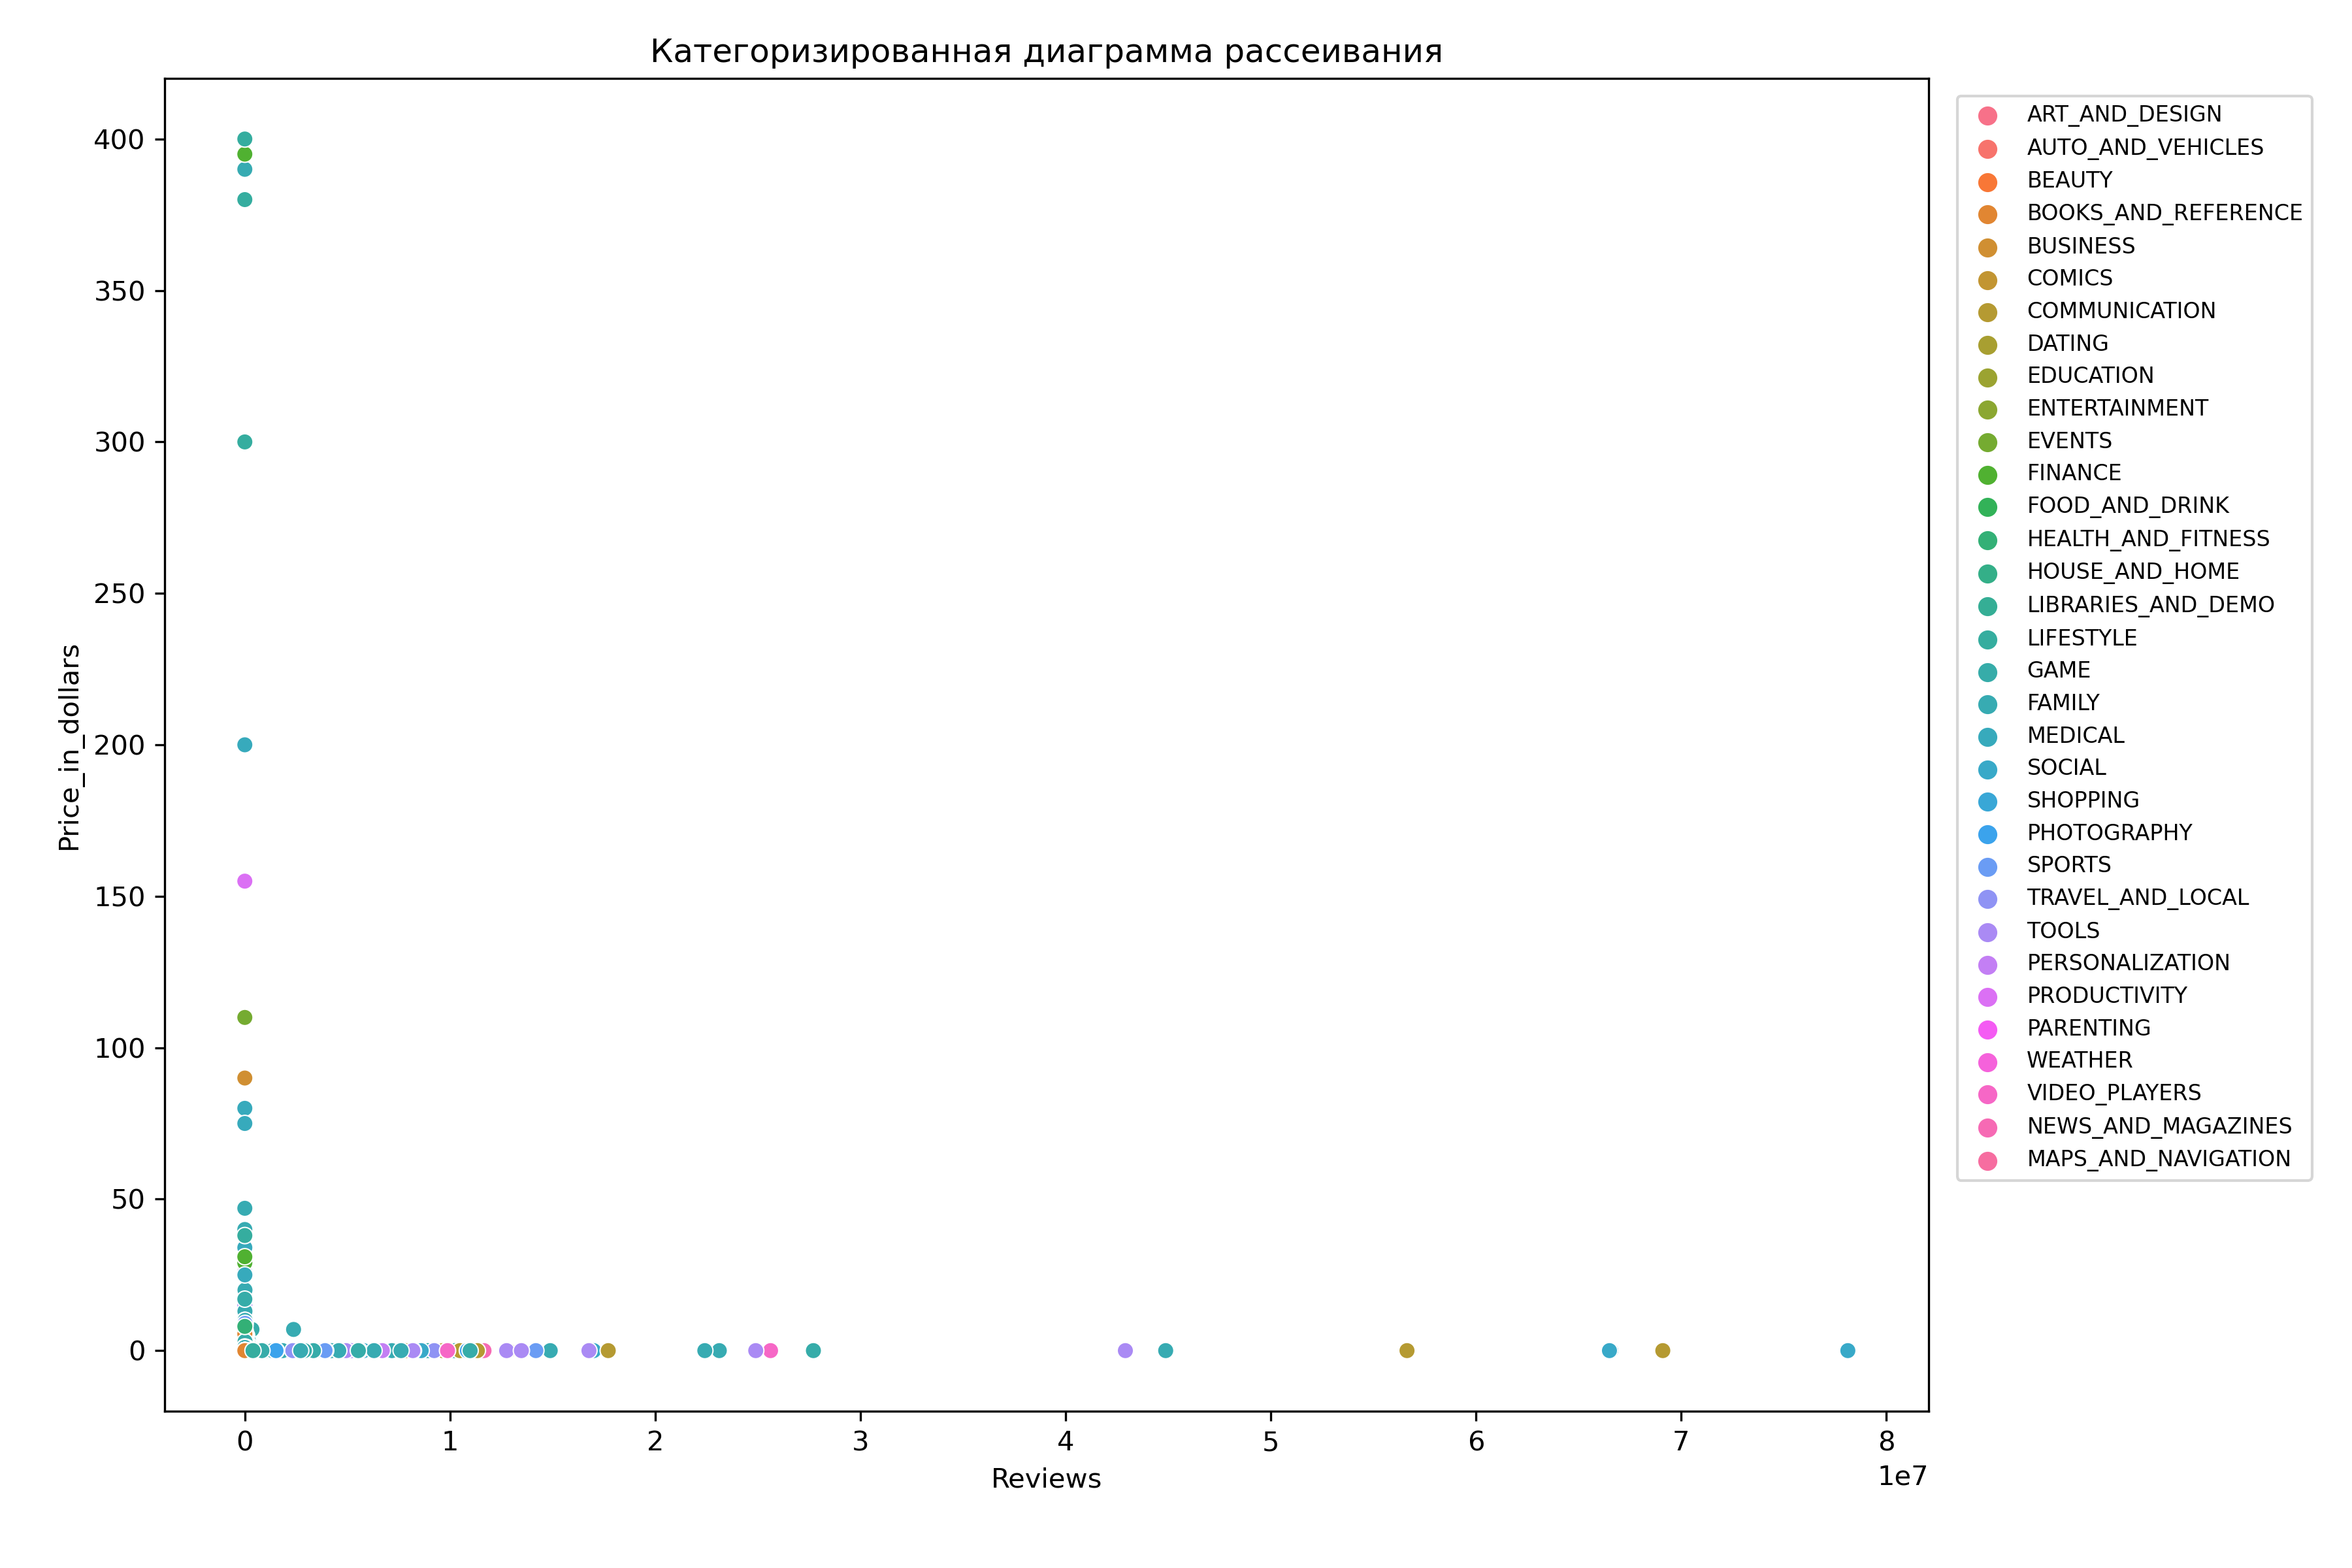 Категоризированная диаграмма рассеивания
400
350
300
250
200
150
100
50
0
Price_in_dollars
0 1 2 3 4 5 6 7 8
1e7
Reviews
ART_AND_DESIGN
AUTO_AND_VEHICLES
BEAUTY
BOOKS_AND_REFERENCE
BUSINESS
COMICS
COMMUNICATION
DATING
EDUCATION
ENTERTAINMENT
EVENTS
FINANCE
FOOD_AND_DRINK
HEALTH_AND_FITNESS
HOUSE_AND_HOME
LIBRARIES_AND_DEMO
LIFESTYLE
GAME
FAMILY
MEDICAL
SOCIAL
SHOPPING
PHOTOGRAPHY
SPORTS
TRAVEL_AND_LOCAL
TOOLS
PERSONALIZATION
PRODUCTIVITY
PARENTING
WEATHER
VIDEO_PLAYERS
NEWS_AND_MAGAZINES
MAPS_AND_NAVIGATION